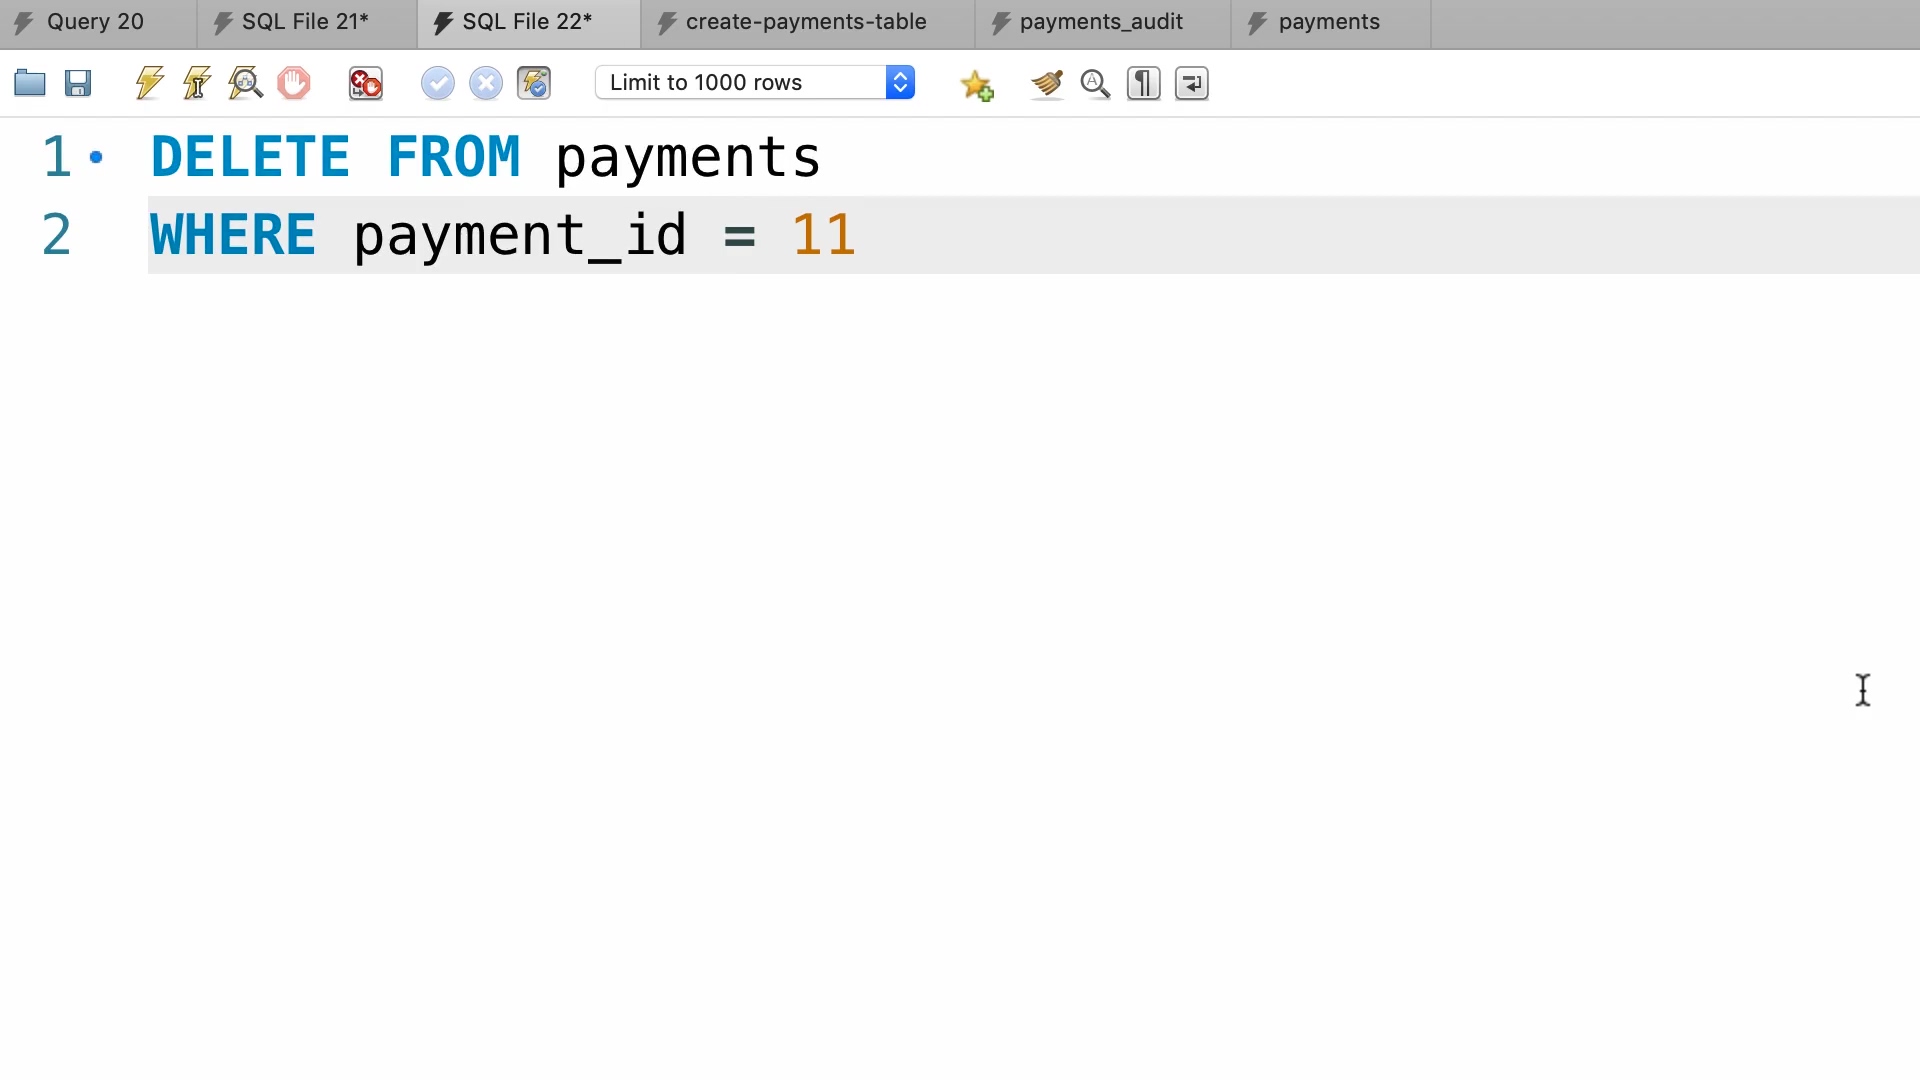 Query 20
SQL File 21*
SQL File 22*
create-payments-table
payments_audit
payments
Limit to 1000 rows
1 DELETE FROM payments
2 WHERE payment_id = 11